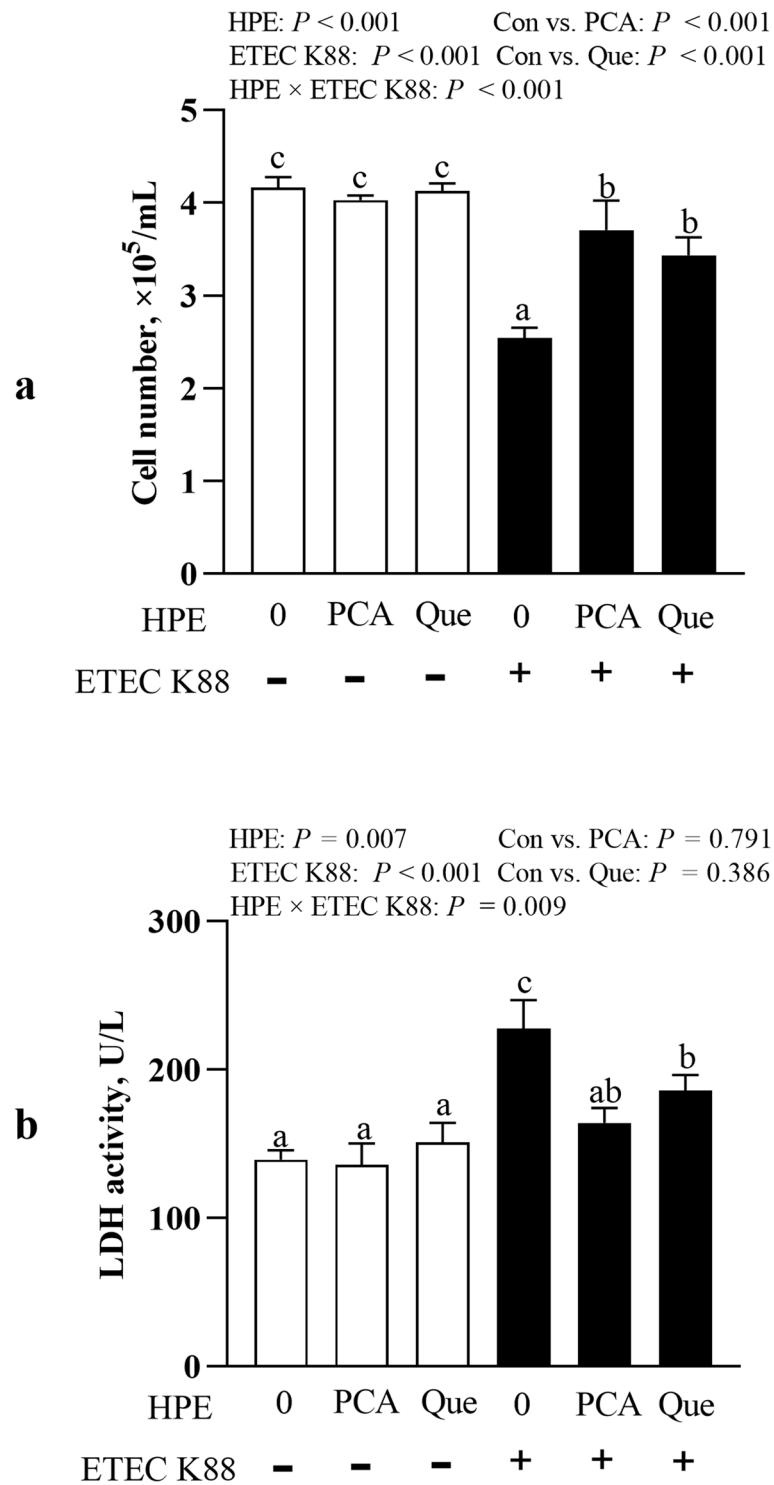 HPE: P < 0.001 Con vs. PCA: P < 0.001
ETEC K88: P < 0.001 Con vs. Que: P < 0.001
HPE × ETEC K88: P < 0.001
a
Cell number, ×10⁵/mL
5
4
3
2
1
0
c c c a b b
HPE 0 PCA Que 0 PCA Que
ETEC K88 - - - + + +
HPE: P = 0.007 Con vs. PCA: P = 0.791
ETEC K88: P < 0.001 Con vs. Que: P = 0.386
HPE × ETEC K88: P = 0.009
b
LDH activity, U/L
300
200
100
0
a a a c ab b
HPE 0 PCA Que 0 PCA Que
ETEC K88 - - - + + +